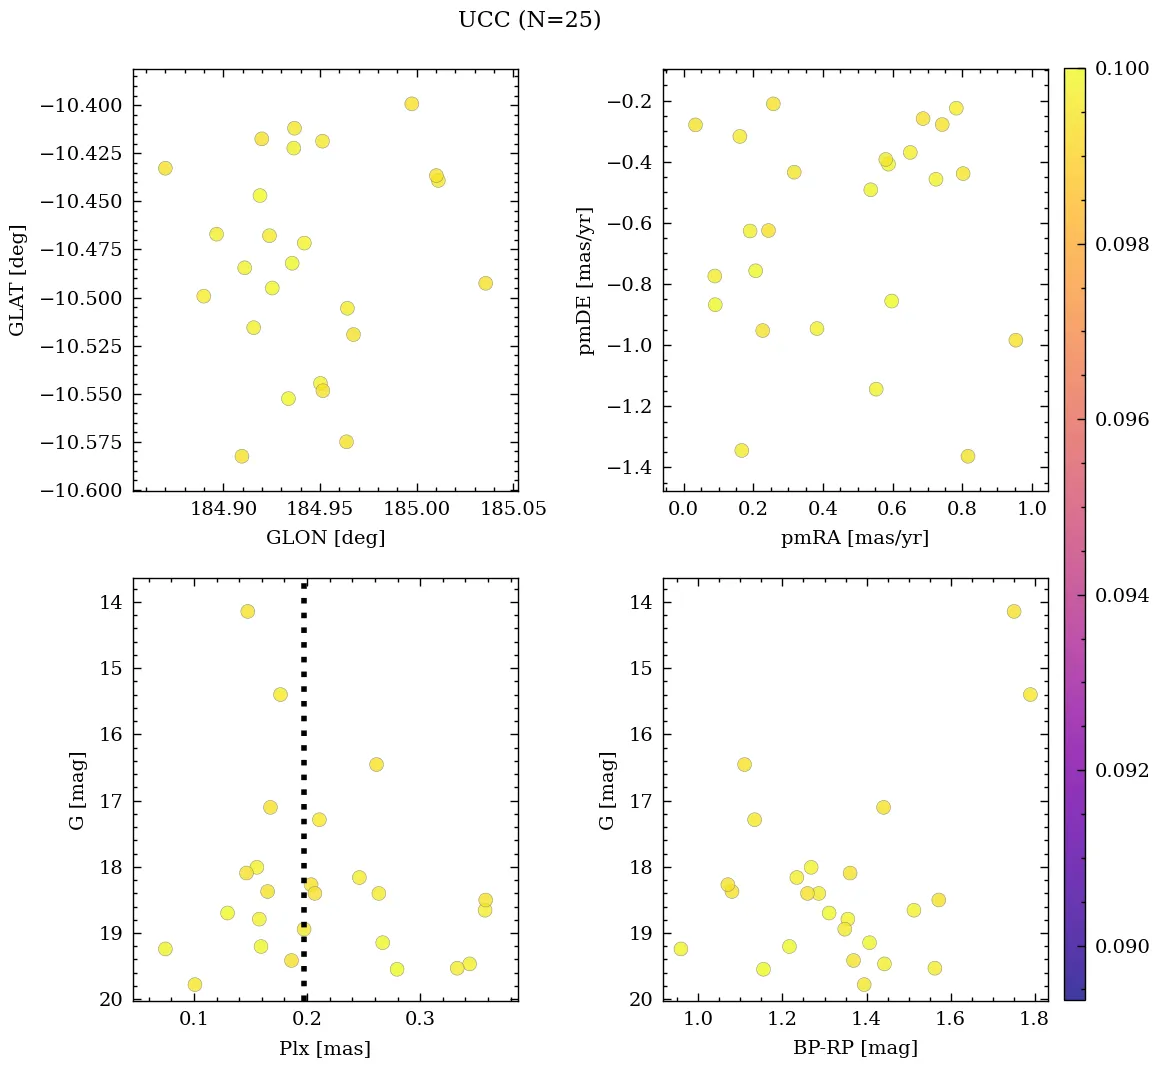 UCC (N=25)
−10.400
−10.425
−10.450
−10.475
−10.500
−10.525
−10.550
−10.575
−10.600
GLAT [deg]
184.90 184.95 185.00 185.05
GLON [deg]
−0.2
−0.4
−0.6
−0.8
−1.0
−1.2
−1.4
pmDE [mas/yr]
0.0 0.2 0.4 0.6 0.8 1.0
pmRA [mas/yr]
14
15
16
17
18
19
20
G [mag]
0.1 0.2 0.3
Plx [mas]
14
15
16
17
18
19
20
G [mag]
1.0 1.2 1.4 1.6 1.8
BP-RP [mag]
0.100
0.098
0.096
0.094
0.092
0.090